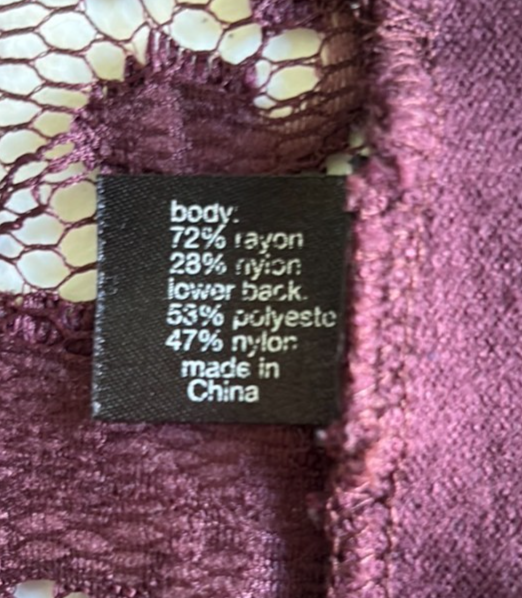 body:
72% rayon
28% nylon
lower back.
53% polyeste
47% nylon
made in
China